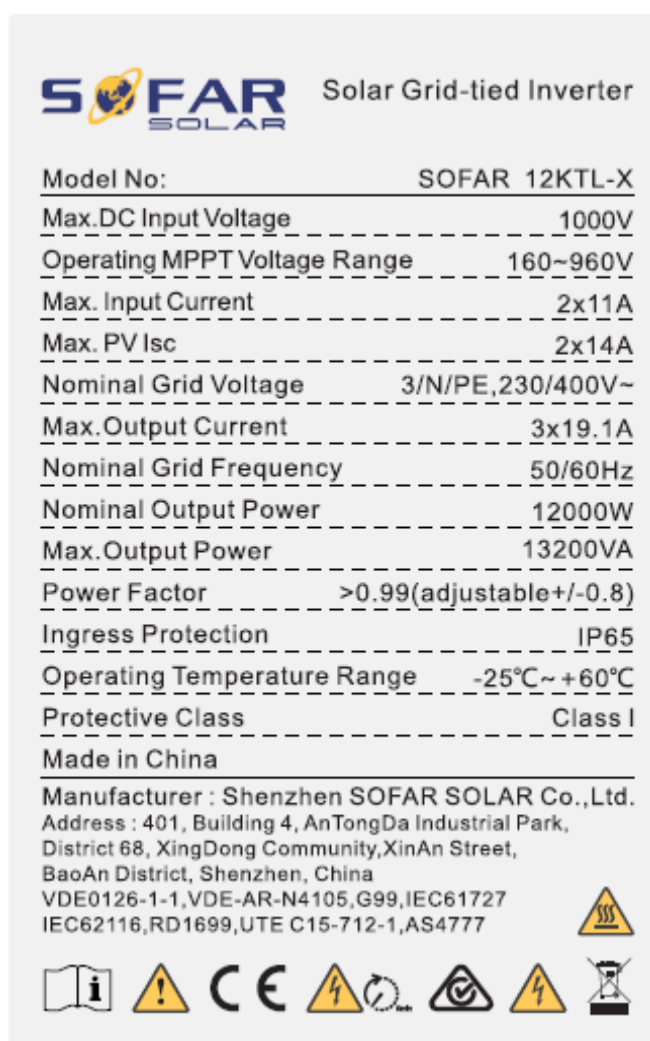 SOFAR SOLAR Solar Grid-tied Inverter
Model No: SOFAR 12KTL-X
Max.DC Input Voltage 1000V
Operating MPPT Voltage Range 160~960V
Max. Input Current 2x11A
Max. PV Isc 2x14A
Nominal Grid Voltage 3/N/PE,230/400V~
Max.Output Current 3x19.1A
Nominal Grid Frequency 50/60Hz
Nominal Output Power 12000W
Max.Output Power 13200VA
Power Factor >0.99(adjustable+/-0.8)
Ingress Protection IP65
Operating Temperature Range -25℃~+60℃
Protective Class Class I
Made in China
Manufacturer : Shenzhen SOFAR SOLAR Co.,Ltd.
Address : 401, Building 4, AnTongDa Industrial Park,
District 68, XingDong Community,XinAn Street,
BaoAn District, Shenzhen, China
VDE0126-1-1,VDE-AR-N4105,G99,IEC61727
IEC62116,RD1699,UTE C15-712-1,AS4777
i CE